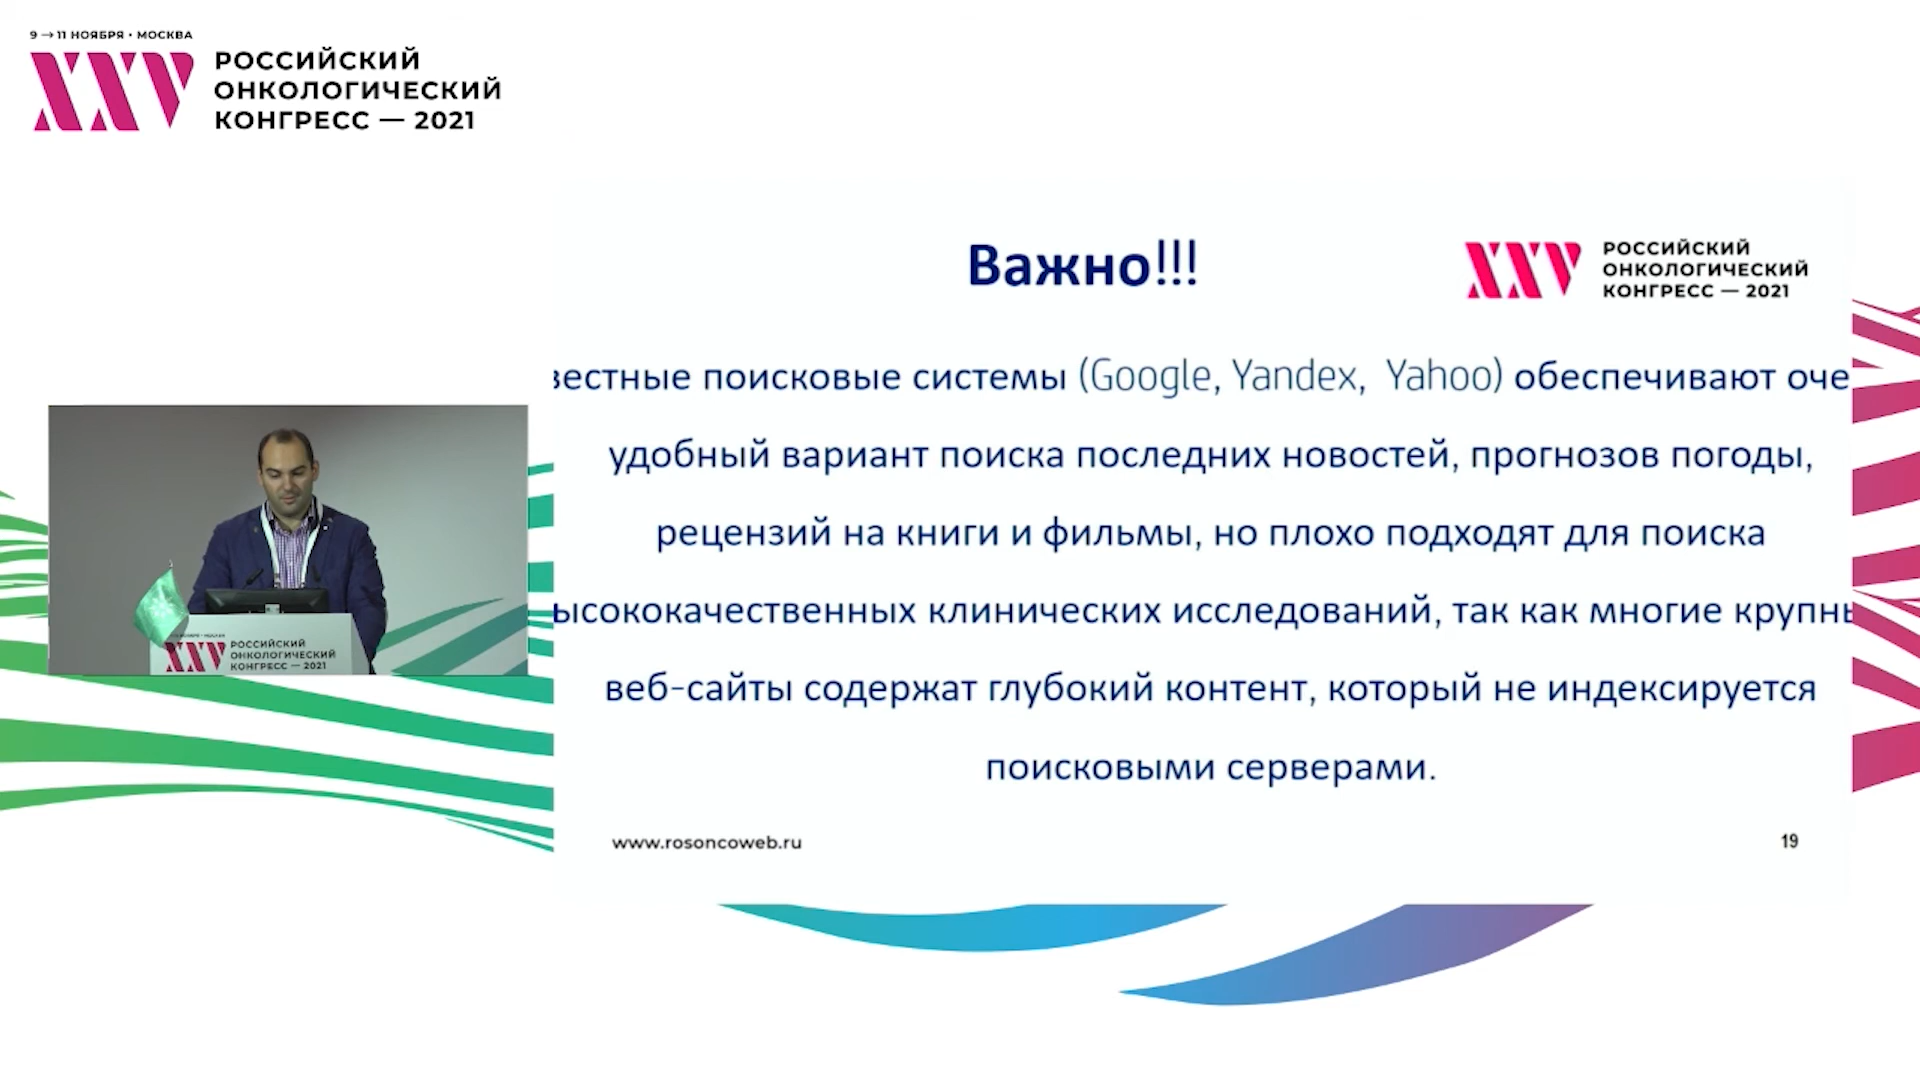 9 → 11 НОЯБРЯ • МОСКВА
XXV
РОССИЙСКИЙ
ОНКОЛОГИЧЕСКИЙ
КОНГРЕСС — 2021
Важно!!!
XXV
РОССИЙСКИЙ
ОНКОЛОГИЧЕСКИЙ
КОНГРЕСС — 2021
вестные поисковые системы (Google, Yandex, Yahoo) обеспечивают оче
удобный вариант поиска последних новостей, прогнозов погоды,
рецензий на книги и фильмы, но плохо подходят для поиска
ысококачественных клинических исследований, так как многие крупн
веб-сайты содержат глубокий контент, который не индексируется
поисковыми серверами.
www.rosoncoweb.ru
19
XXV
РОССИЙСКИЙ
ОНКОЛОГИЧЕСКИЙ
КОНГРЕСС — 2021